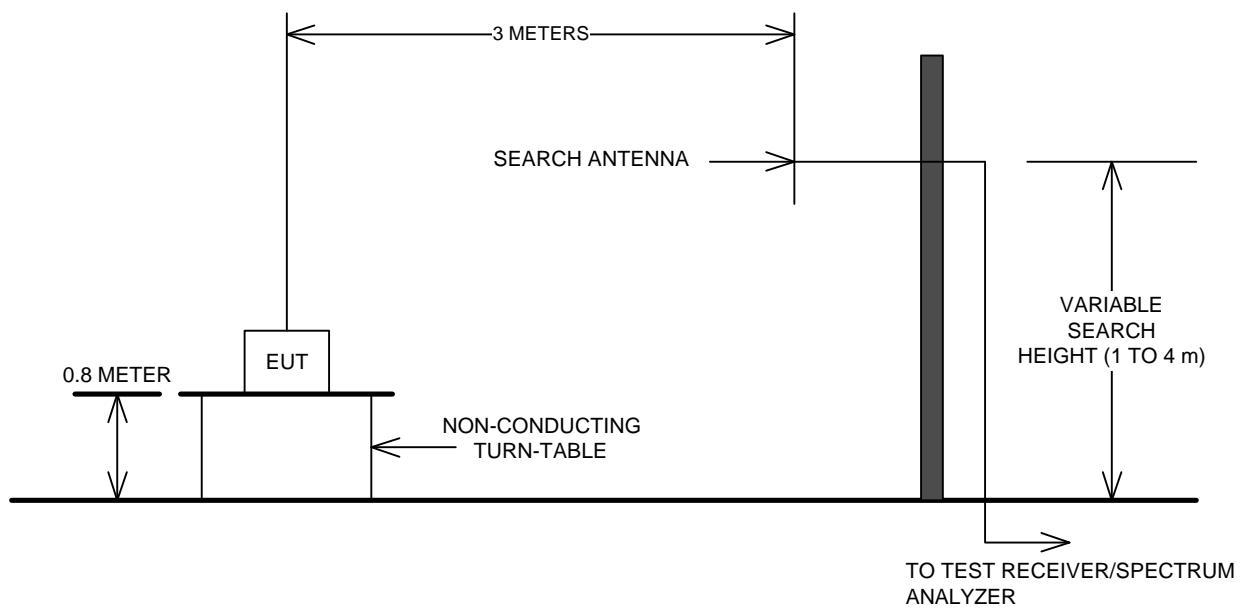 3 METERS
SEARCH ANTENNA
VARIABLE
SEARCH
HEIGHT (1 TO 4 m)
EUT
0.8 METER
NON-CONDUCTING
TURN-TABLE
TO TEST RECEIVER/SPECTRUM
ANALYZER